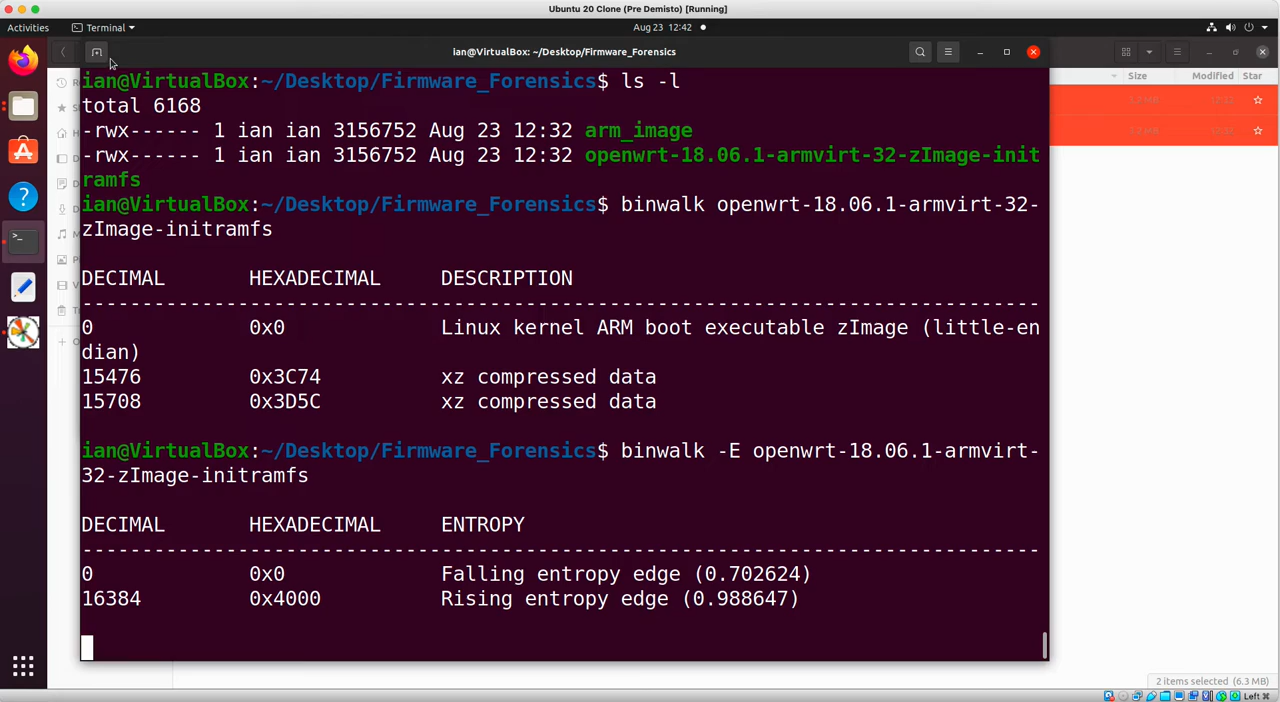 Ubuntu 20 Clone (Pre Demisto) [Running]
Activities Terminal Aug 23 12:42
ian@VirtualBox: ~/Desktop/Firmware_Forensics
Size Modified Star
ian@VirtualBox:~/Desktop/Firmware_Forensics$ ls -l
total 6168
-rwx------ 1 ian ian 3156752 Aug 23 12:32 arm_image
-rwx------ 1 ian ian 3156752 Aug 23 12:32 openwrt-18.06.1-armvirt-32-zImage-init
ramfs
ian@VirtualBox:~/Desktop/Firmware_Forensics$ binwalk openwrt-18.06.1-armvirt-32-
zImage-initramfs
DECIMAL HEXADECIMAL DESCRIPTION
--------------------------------------------------------------------------------
0 0x0 Linux kernel ARM boot executable zImage (little-en
dian)
15476 0x3C74 xz compressed data
15708 0x3D5C xz compressed data
ian@VirtualBox:~/Desktop/Firmware_Forensics$ binwalk -E openwrt-18.06.1-armvirt-
32-zImage-initramfs
DECIMAL HEXADECIMAL ENTROPY
--------------------------------------------------------------------------------
0 0x0 Falling entropy edge (0.702624)
16384 0x4000 Rising entropy edge (0.988647)
2 items selected (6.3 MB)
Left ⌘